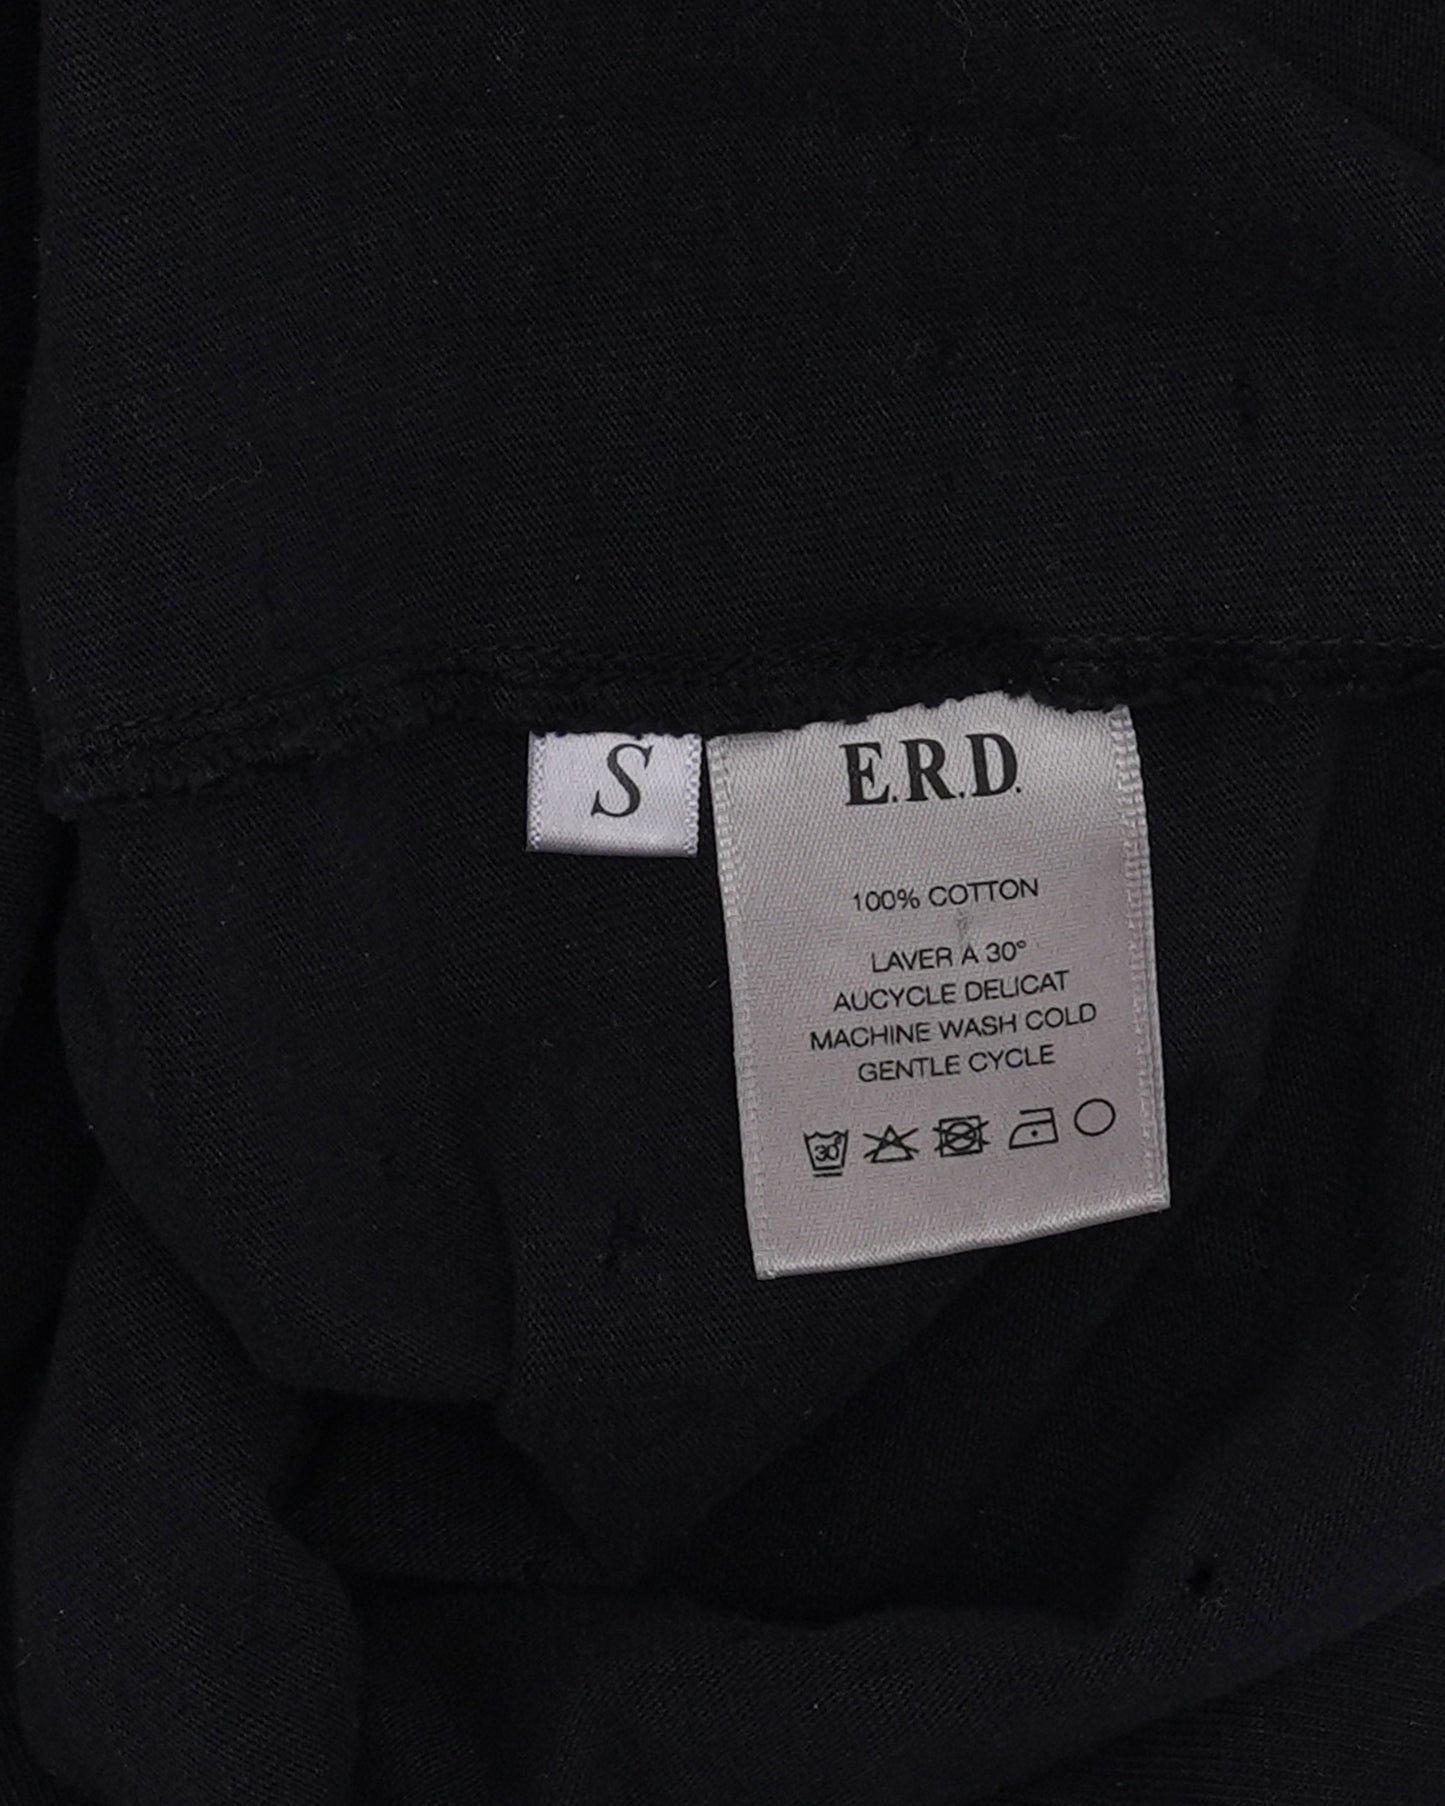 S
E.R.D.
100% COTTON
LAVER A 30°
AUCYCLE DELICAT
MACHINE WASH COLD
GENTLE CYCLE
30°